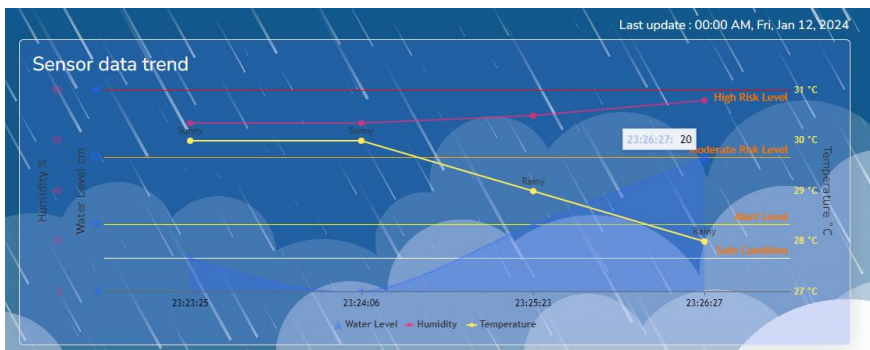 Last update : 00:00 AM, Fri, Jan 12, 2024
Sensor data trend
31 °C
High Risk Level
Sunny
Sunny
30 °C
23:26:27: 20
Moderate Risk Level
Humidity %
Water Level cm
Temperature, °C
Rainy
29 °C
Alert Level
Rainy
28 °C
Safe Condition
27 °C
23:23:25
23:24:06
23:25:23
23:26:27
Water Level
Humidity
Temperature